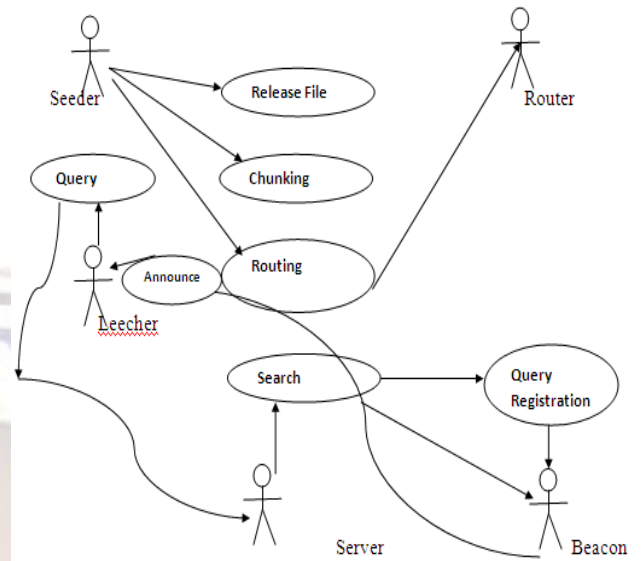 Seeder
Release File
Router
Query
Chunking
Announce
Routing
Leecher
Search
Query
Registration
Server
Beacon